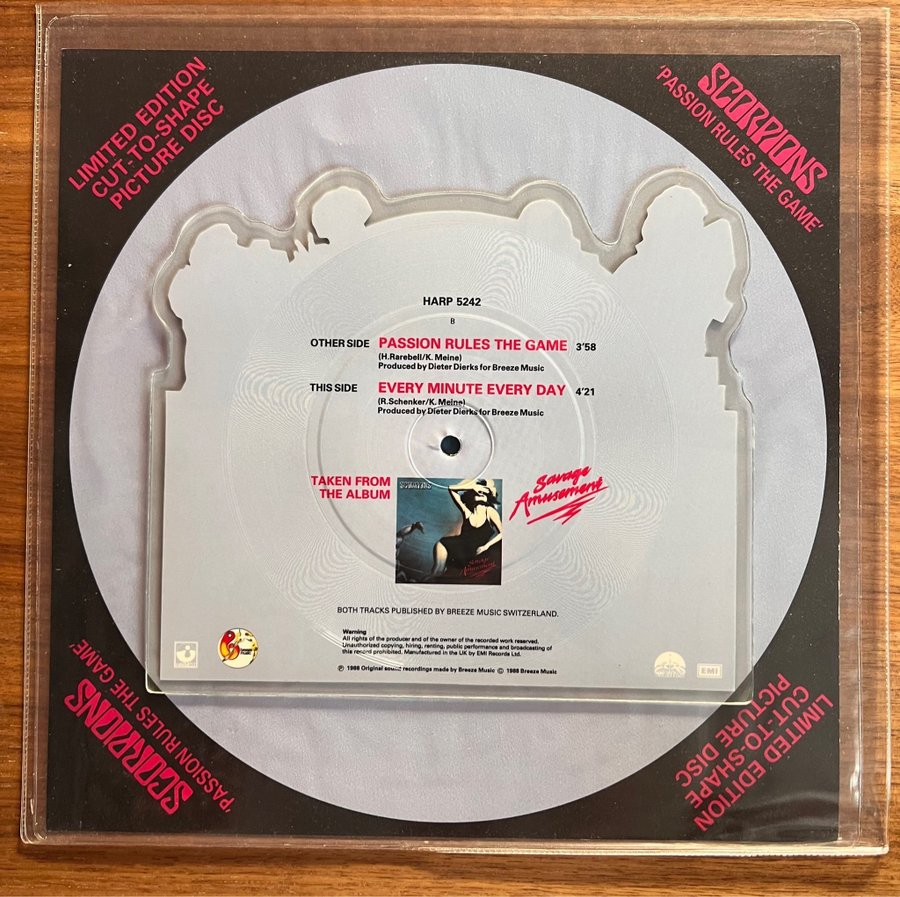 LIMITED EDITION
CUT-TO-SHAPE
PICTURE DISC
SCORPIONS
'PASSION RULES THE GAME'
HARP 5242
B
OTHER SIDE PASSION RULES THE GAME 3'58
(H.Rarebell/K. Meine)
Produced by Dieter Dierks for Breeze Music
THIS SIDE EVERY MINUTE EVERY DAY 4'21
(R.Schenker/K. Meine)
Produced by Dieter Dierks for Breeze Music
TAKEN FROM
THE ALBUM
SCORPIONS
Savage
Amusement
Savage
Amusement
BOTH TRACKS PUBLISHED BY BREEZE MUSIC SWITZERLAND.
Warning
All rights of the producer and of the owner of the recorded work reserved.
Unauthorized copying, hiring, renting, public performance and broadcasting of
this record prohibited. Manufactured in the UK by EMI Records Ltd.
Ⓟ 1988 Original sound recordings made by Breeze Music © 1988 Breeze Music
EMI
SCORPIONS
'PASSION RULES THE GAME'
LIMITED EDITION
CUT-TO-SHAPE
PICTURE DISC